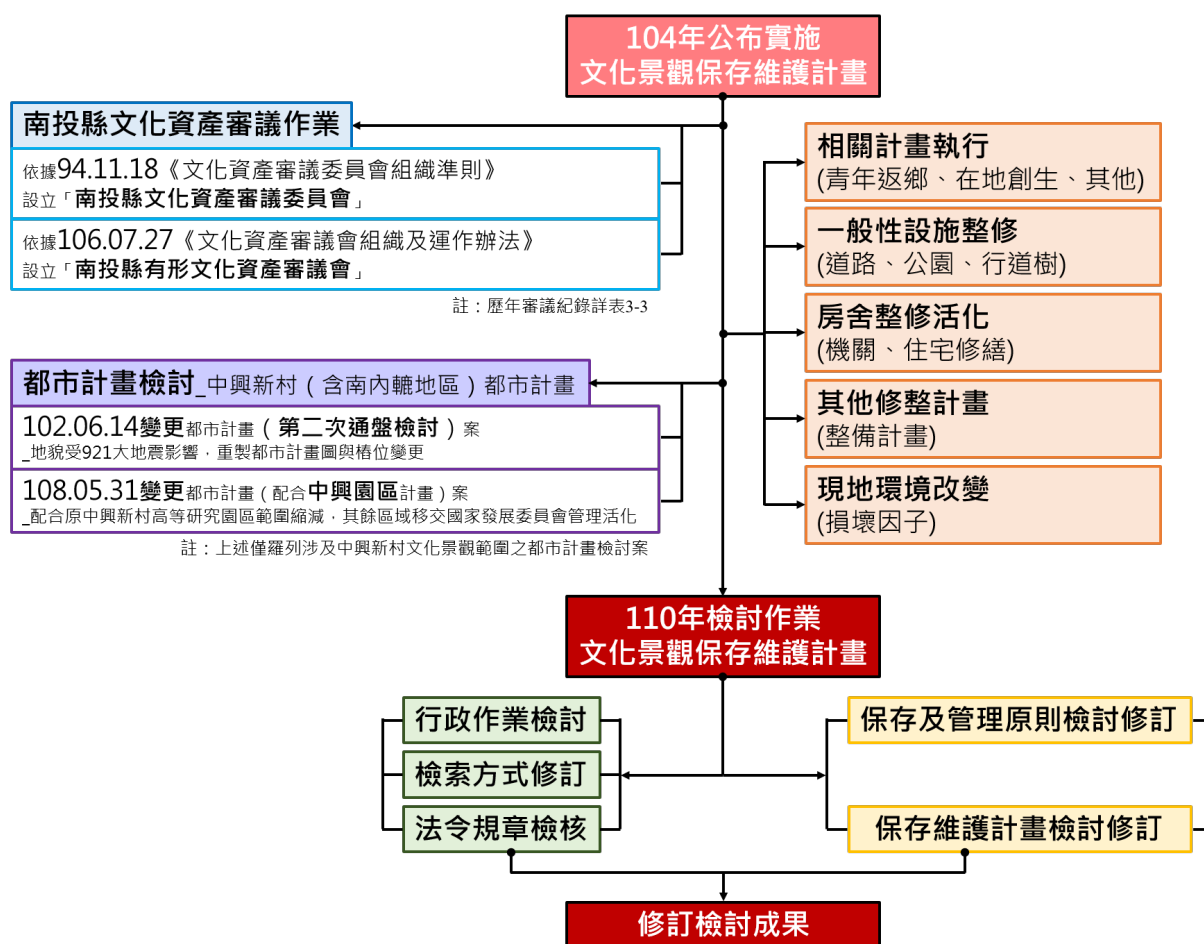 104年公布實施
文化景觀保存維護計畫
南投縣文化資產審議作業
依據94.11.18《文化資產審議委員會組織準則》
設立「南投縣文化資產審議委員會」
依據106.07.27《文化資產審議會組織及運作辦法》
設立「南投縣有形文化資產審議會」
註：歷年審議紀錄詳表3-3
都市計畫檢討_中興新村（含南內轆地區）都市計畫
102.06.14變更都市計畫（第二次通盤檢討）案
_地貌受921大地震影響，重製都市計畫圖與樁位變更
108.05.31變更都市計畫（配合中興園區計畫）案
_配合原中興新村高等研究園區範圍縮減，其餘區域移交國家發展委員會管理活化
註：上述僅羅列涉及中興新村文化景觀範圍之都市計畫檢討案
相關計畫執行
(青年返鄉、在地創生、其他)
一般性設施整修
(道路、公園、行道樹)
房舍整修活化
(機關、住宅修繕)
其他修整計畫
(整備計畫)
現地環境改變
(損壞因子)
110年檢討作業
文化景觀保存維護計畫
行政作業檢討
檢索方式修訂
法令規章檢核
保存及管理原則檢討修訂
保存維護計畫檢討修訂
修訂檢討成果